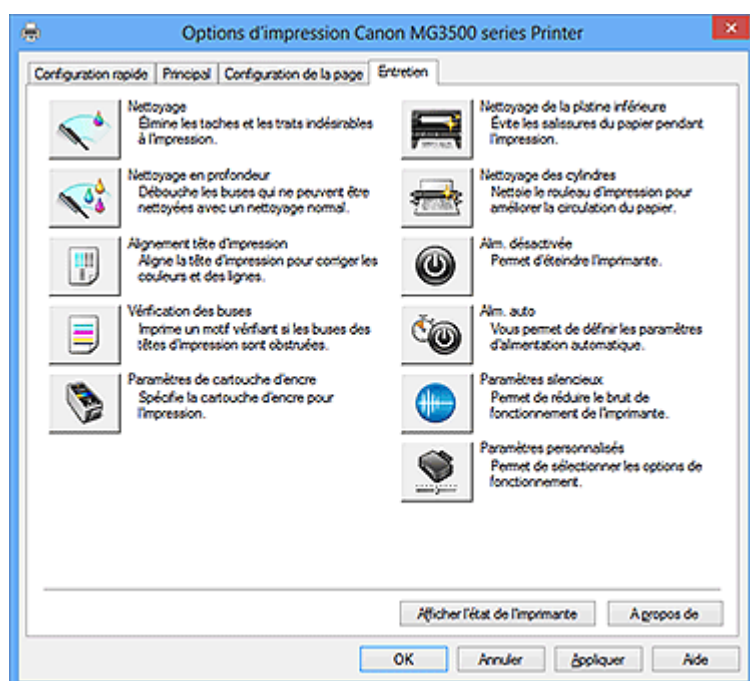 Options d'impression Canon MG3500 series Printer
Configuration rapide
Principal
Configuration de la page
Entretien
Nettoyage
Élimine les taches et les traits indésirables
à l'impression.
Nettoyage en profondeur
Débouche les buses qui ne peuvent être
nettoyées avec un nettoyage normal.
Alignement tête d'impression
Aligne la tête d'impression pour corriger les
couleurs et des lignes.
Vérification des buses
Imprime un motif vérifiant si les buses des
têtes d'impression sont obstruées.
Paramètres de cartouche d'encre
Spécifie la cartouche d'encre pour
l'impression.
Nettoyage de la platine inférieure
Évite les salissures du papier pendant
l'impression.
Nettoyage des cylindres
Nettoie le rouleau d'impression pour
améliorer la circulation du papier.
Alim. désactivée
Permet d'éteindre l'imprimante.
Alim. auto
Vous permet de définir les paramètres
d'alimentation automatique.
Paramètres silencieux
Permet de réduire le bruit de
fonctionnement de l'imprimante.
Paramètres personnalisés
Permet de sélectionner les options de
fonctionnement.
Afficher l'état de l'imprimante
A propos de
OK
Annuler
Appliquer
Aide